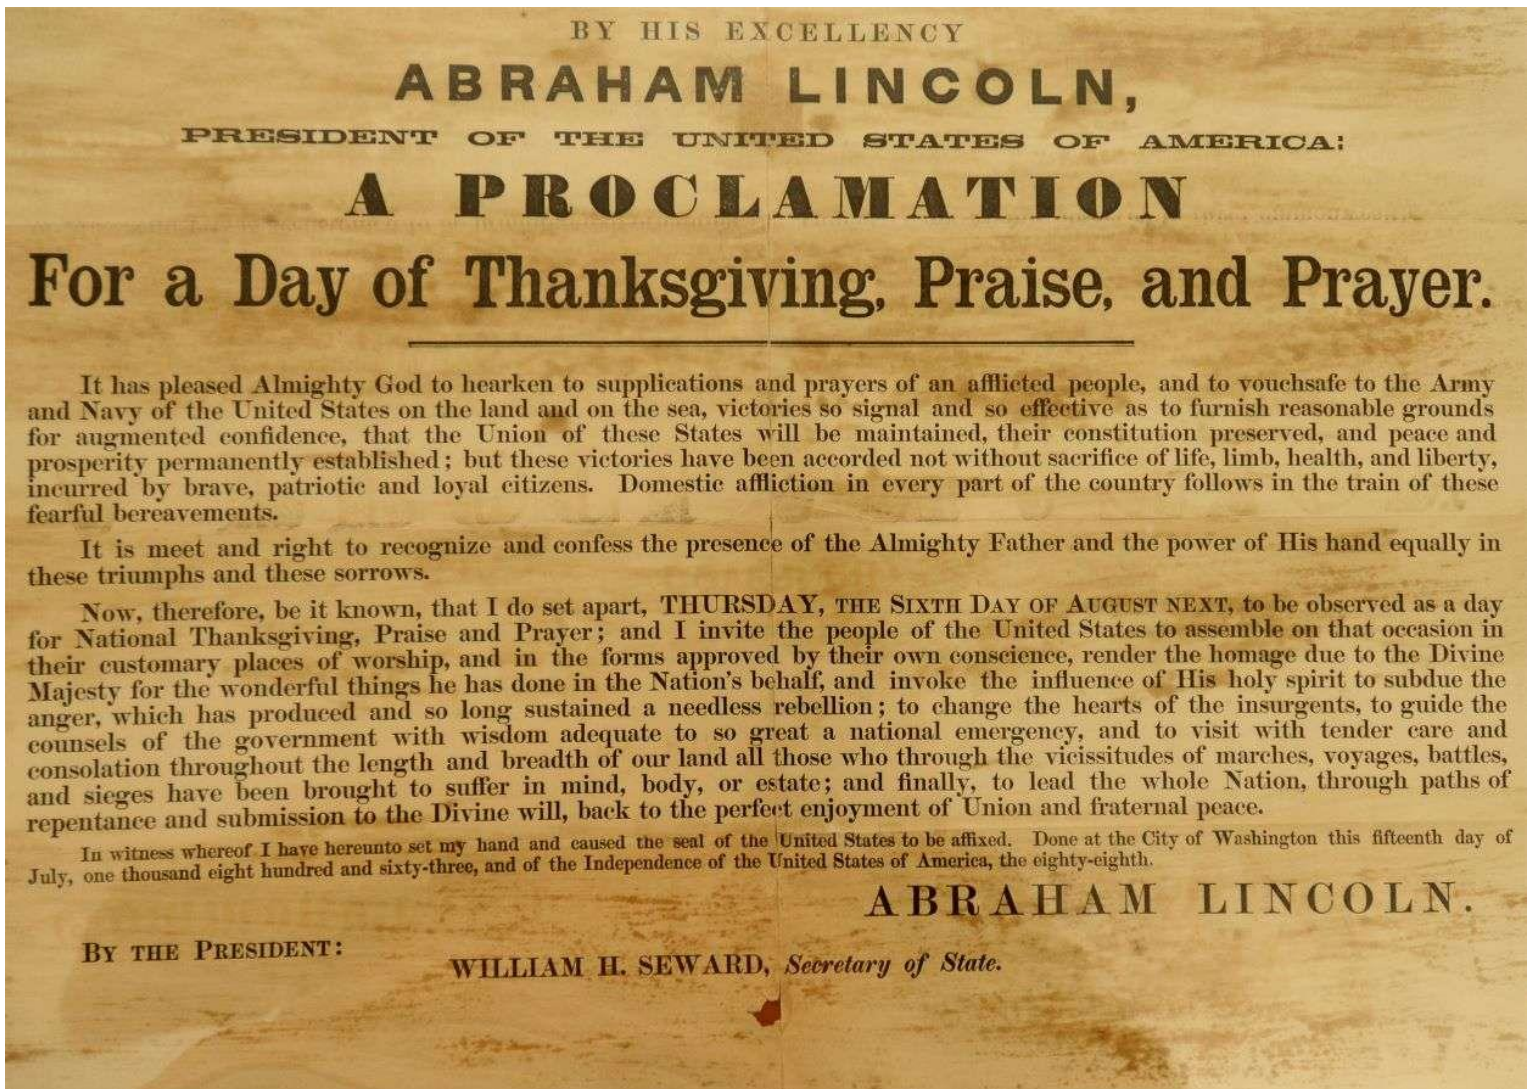 BY HIS EXCELLENCY
ABRAHAM LINCOLN,
PRESIDENT OF THE UNITED STATES OF AMERICA:
A PROCLAMATION
For a Day of Thanksgiving, Praise, and Prayer.
It has pleased Almighty God to hearken to supplications and prayers of an afflicted people, and to vouchsafe to the Army
and Navy of the United States on the land and on the sea, victories so signal and so effective as to furnish reasonable grounds
for augmented confidence, that the Union of these States will be maintained, their constitution preserved, and peace and
prosperity permanently established; but these victories have been accorded not without sacrifice of life, limb, health, and liberty,
incurred by brave, patriotic and loyal citizens. Domestic affliction in every part of the country follows in the train of these
fearful bereavements.
It is meet and right to recognize and confess the presence of the Almighty Father and the power of His hand equally in
these triumphs and these sorrows.
Now, therefore, be it known, that I do set apart, THURSDAY, THE SIXTH DAY OF AUGUST NEXT, to be observed as a day
for National Thanksgiving, Praise and Prayer; and I invite the people of the United States to assemble on that occasion in
their customary places of worship, and in the forms approved by their own conscience, render the homage due to the Divine
Majesty for the wonderful things he has done in the Nation's behalf, and invoke the influence of His holy spirit to subdue the
anger, which has produced and so long sustained a needless rebellion; to change the hearts of the insurgents, to guide the
counsels of the government with wisdom adequate to so great a national emergency, and to visit with tender care and
consolation throughout the length and breadth of our land all those who through the vicissitudes of marches, voyages, battles,
and sieges have been brought to suffer in mind, body, or estate; and finally, to lead the whole Nation, through paths of
repentance and submission to the Divine will, back to the perfect enjoyment of Union and fraternal peace.
In witness whereof I have hereunto set my hand and caused the seal of the United States to be affixed. Done at the City of Washington this fifteenth day of
July, one thousand eight hundred and sixty-three, and of the Independence of the United States of America, the eighty-eighth.
ABRAHAM LINCOLN.
BY THE PRESIDENT:
WILLIAM H. SEWARD, Secretary of State.